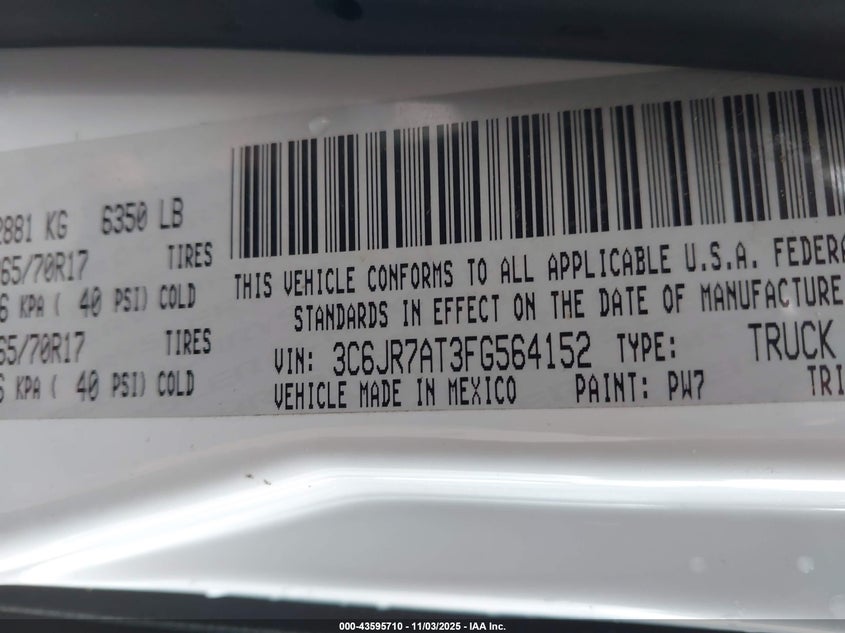 2881 KG 6350 LB
65/70R17 TIRES
6 KPA ( 40 PSI) COLD
65/70R17 TIRES
6 KPA ( 40 PSI) COLD
THIS VEHICLE CONFORMS TO ALL APPLICABLE U.S.A. FEDERA
STANDARDS IN EFFECT ON THE DATE OF MANUFACTURE
VIN: 3C6JR7AT3FG564152 TYPE: TRUCK
VEHICLE MADE IN MEXICO PAINT: PW7 TRI
000-43595710 - 11/03/2025 - IAA Inc.